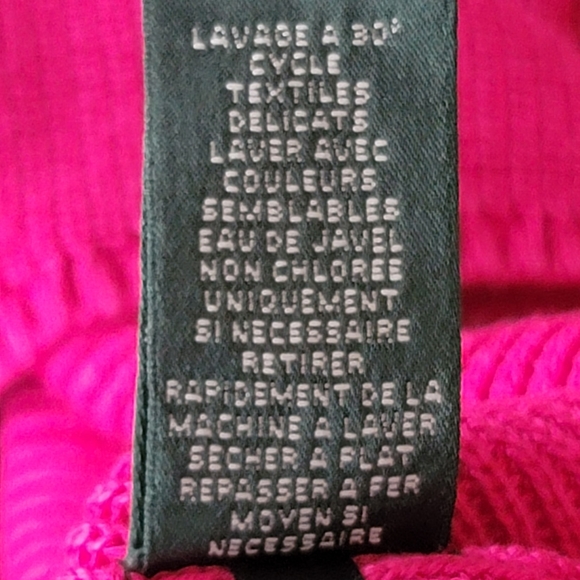 LAVAGE A 30°
CYCLE
TEXTILES
DELICATS
LAVER AVEC
COULEURS
SEMBLABLES
EAU DE JAVEL
NON CHLOREE
UNIQUEMENT
SI NECESSAIRE
RETIRER
RAPIDEMENT DE LA
MACHINE A LAVER
SECHER A PLAT
REPASSER A FER
MOYEN SI
NECESSAIRE